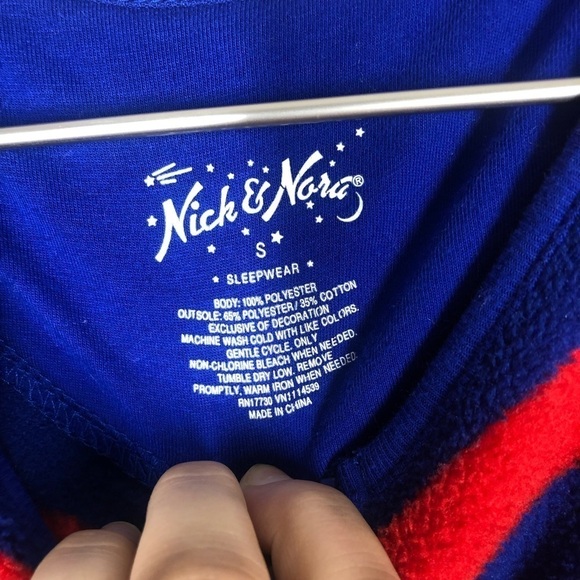 Nick & Nora®
S
* SLEEPWEAR *
BODY: 100% POLYESTER
OUTSOLE: 65% POLYESTER / 35% COTTON
EXCLUSIVE OF DECORATION
MACHINE WASH COLD WITH LIKE COLORS.
GENTLE CYCLE. ONLY
NON-CHLORINE BLEACH WHEN NEEDED.
TUMBLE DRY LOW. REMOVE
PROMPTLY. WARM IRON WHEN NEEDED.
RN17730 VN1114539
MADE IN CHINA